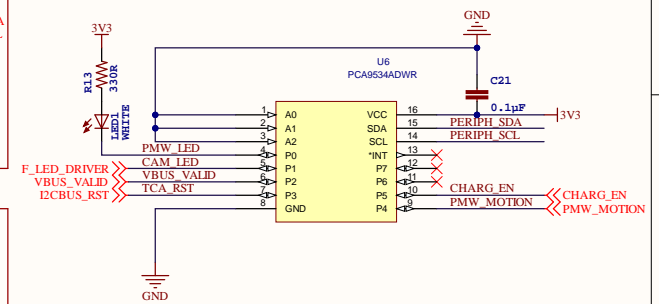 GND
3V3
U6
PCA9534ADWR
R13
330R
C21
0.1µF
3V3
LED1
WHITE
1 A0 VCC 16
2 A1 SDA 15 PERIPH_SDA
3 A2 SCL 14 PERIPH_SCL
PMW_LED 4 P0 *INT 13
F_LED_DRIVER CAM_LED 5 P1 P7 12
VBUS_VALID VBUS_VALID 6 P2 P6 11
I2CBUS_RST TCA_RST 7 P3 P5 10 CHARG_EN CHARG_EN
8 GND P4 9 PMW_MOTION PMW_MOTION
GND